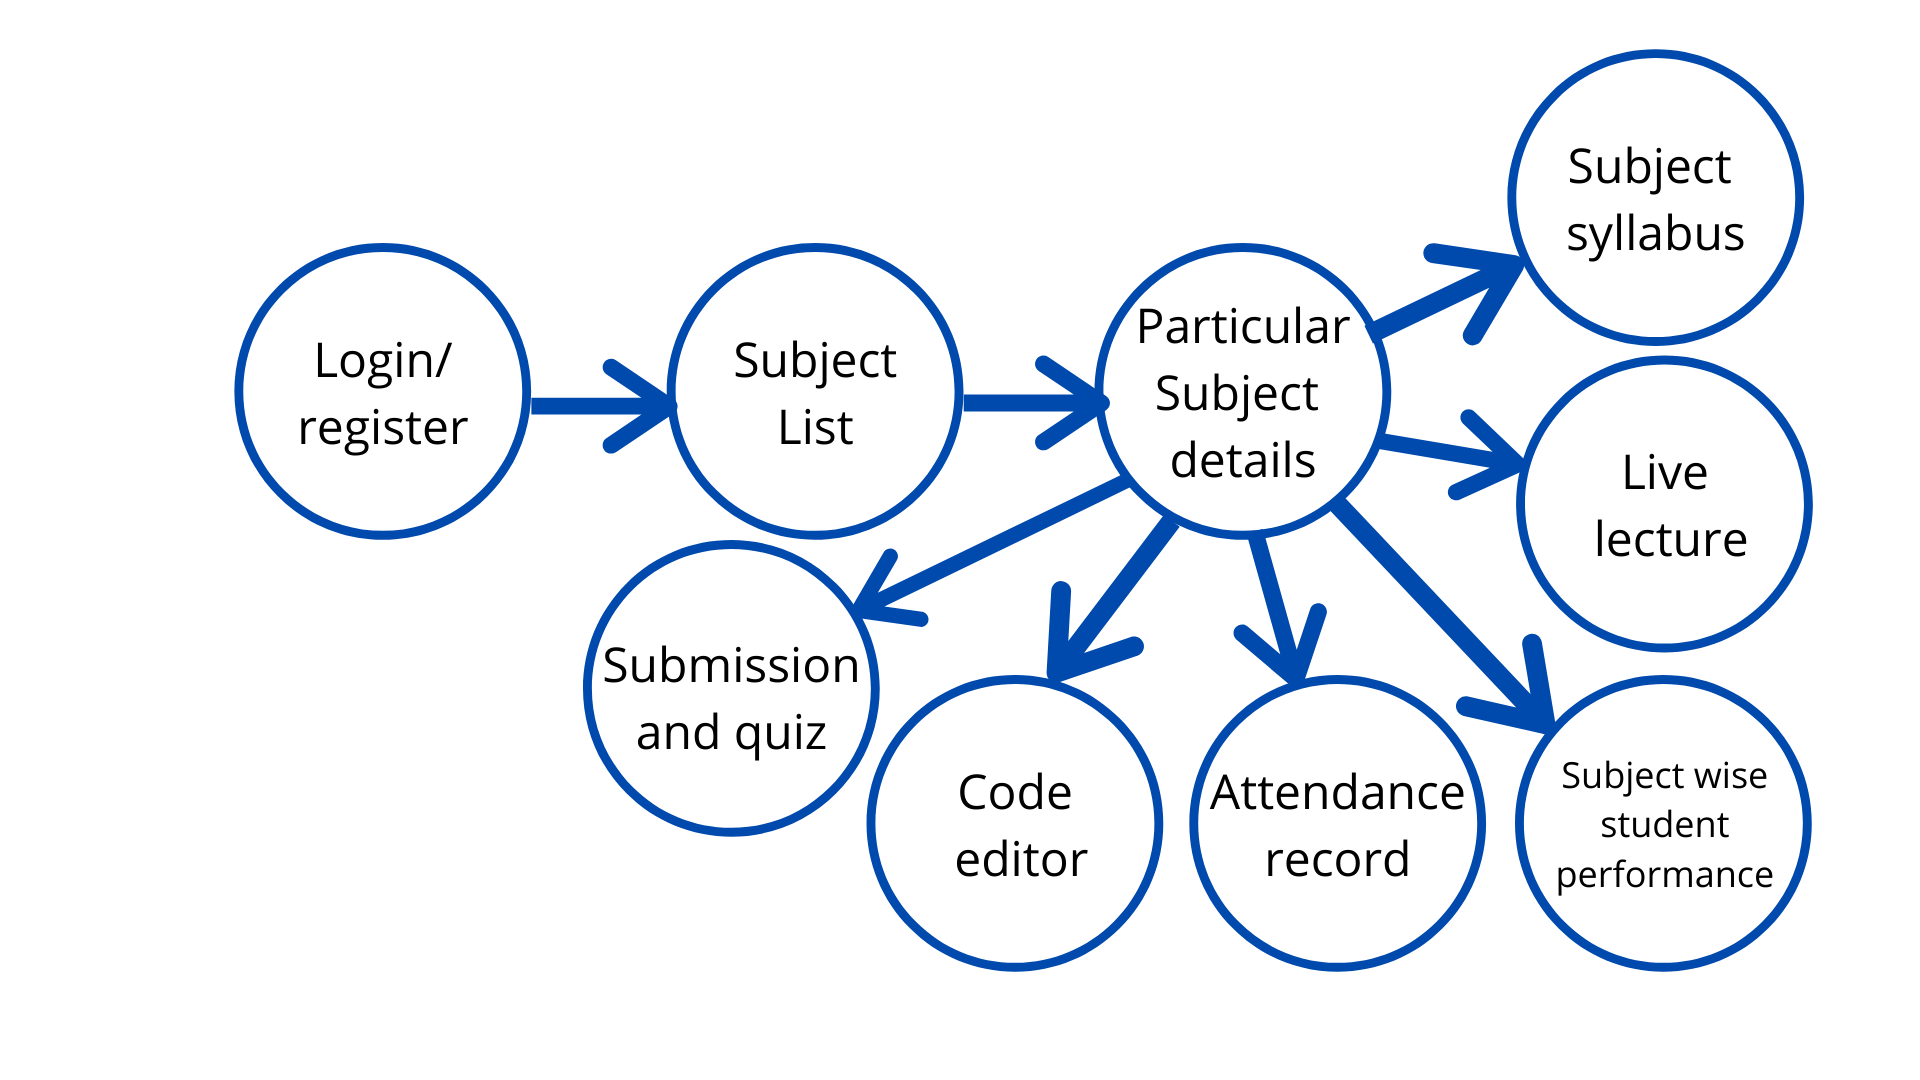 Login/
register
Subject
List
Particular
Subject
details
Subject
syllabus
Live
lecture
Submission
and quiz
Code
editor
Attendance
record
Subject wise
student
performance